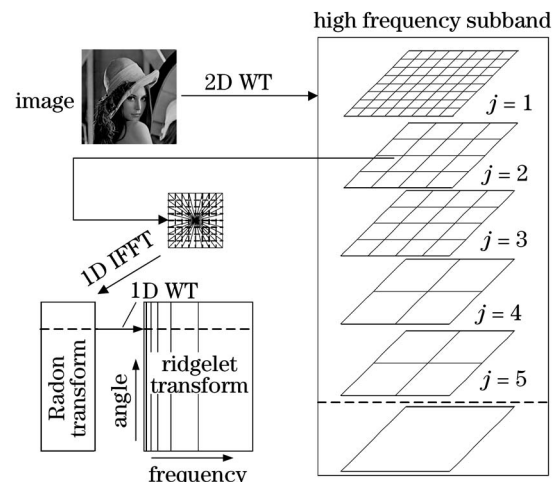 high frequency subband
image
2D WT
j = 1
j = 2
j = 3
j = 4
j = 5
1D IFFT
1D WT
Radon
transform
angle
ridgelet
transform
frequency